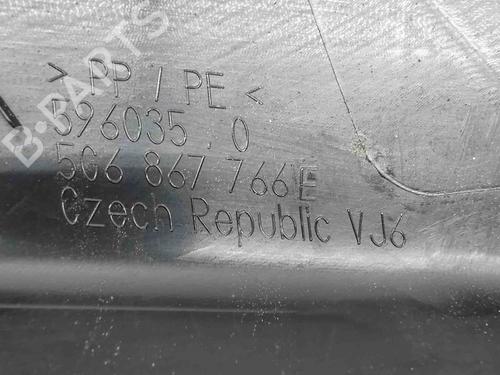 > PP / PE <
596035.0
5G6 867 766 E
Czech Republic VJ6
B-PARTS